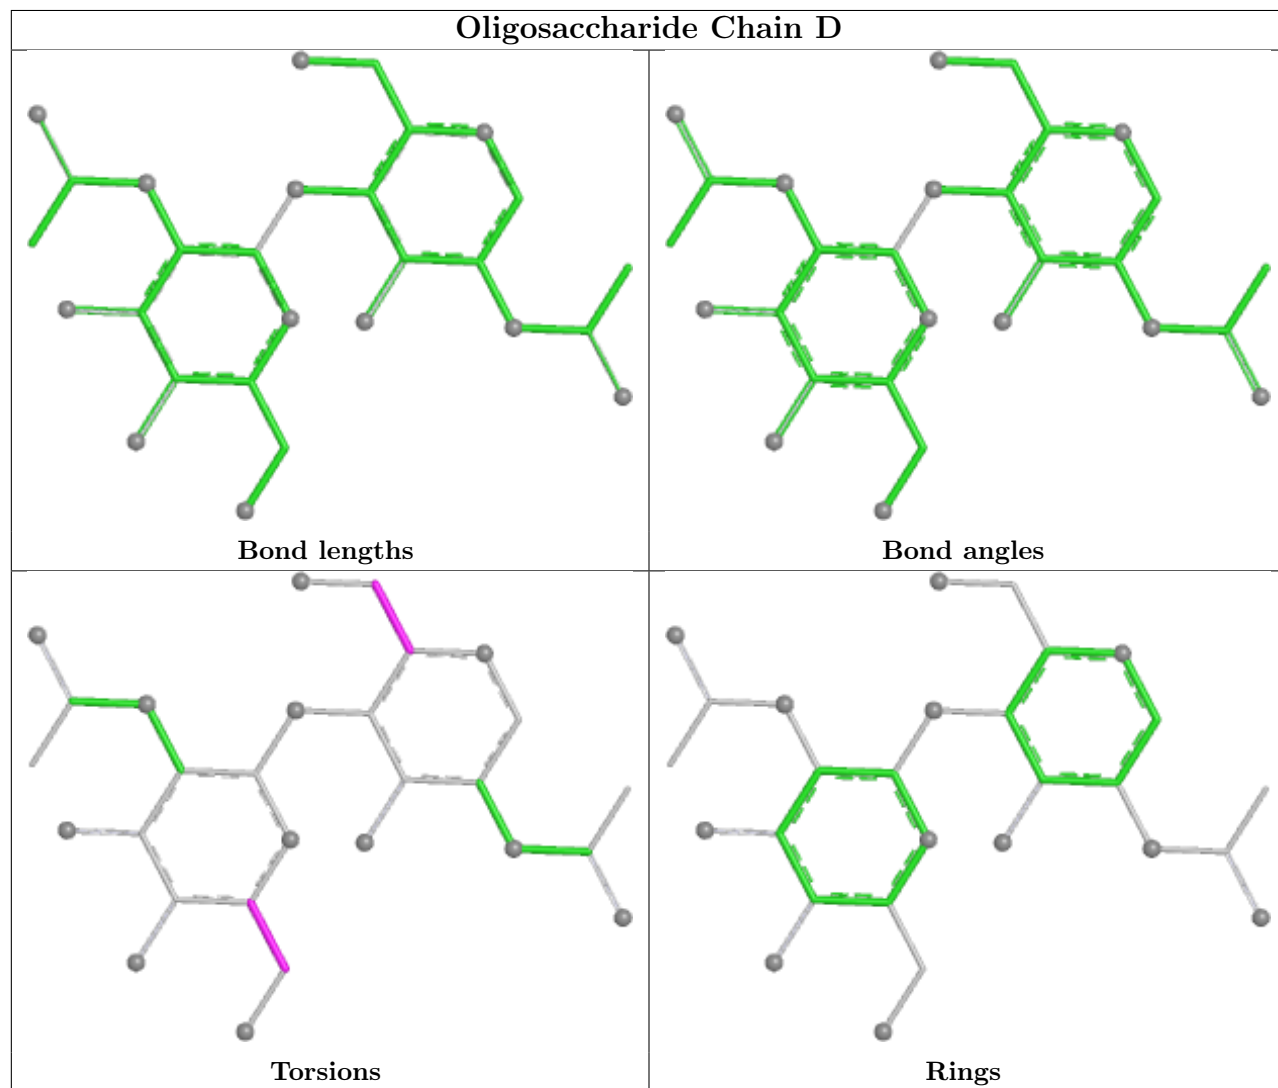 Oligosaccharide Chain D
Bond lengths
Bond angles
Torsions
Rings